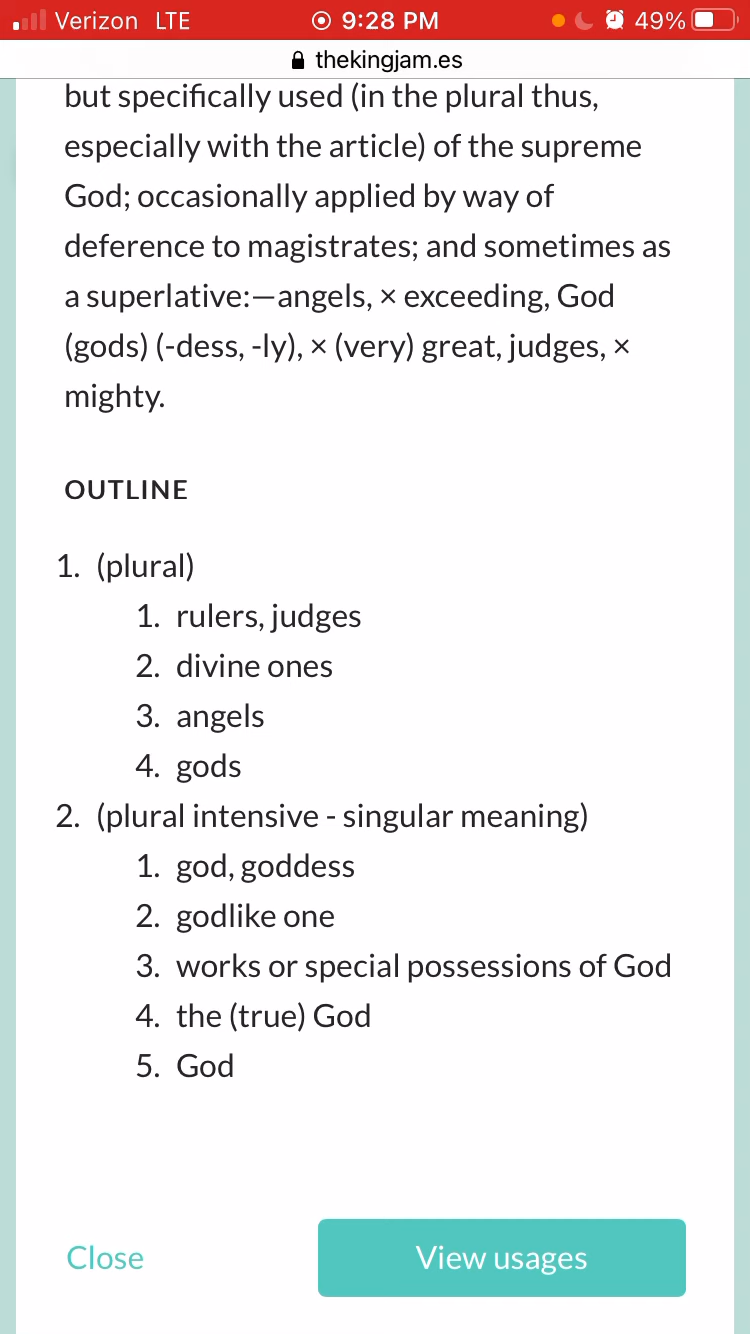 Verizon LTE 9:28 PM 49%
thekingjam.es
but specifically used (in the plural thus,
especially with the article) of the supreme
God; occasionally applied by way of
deference to magistrates; and sometimes as
a superlative:—angels, × exceeding, God
(gods) (-dess, -ly), × (very) great, judges, ×
mighty.
OUTLINE
1. (plural)
1. rulers, judges
2. divine ones
3. angels
4. gods
2. (plural intensive - singular meaning)
1. god, goddess
2. godlike one
3. works or special possessions of God
4. the (true) God
5. God
Close View usages